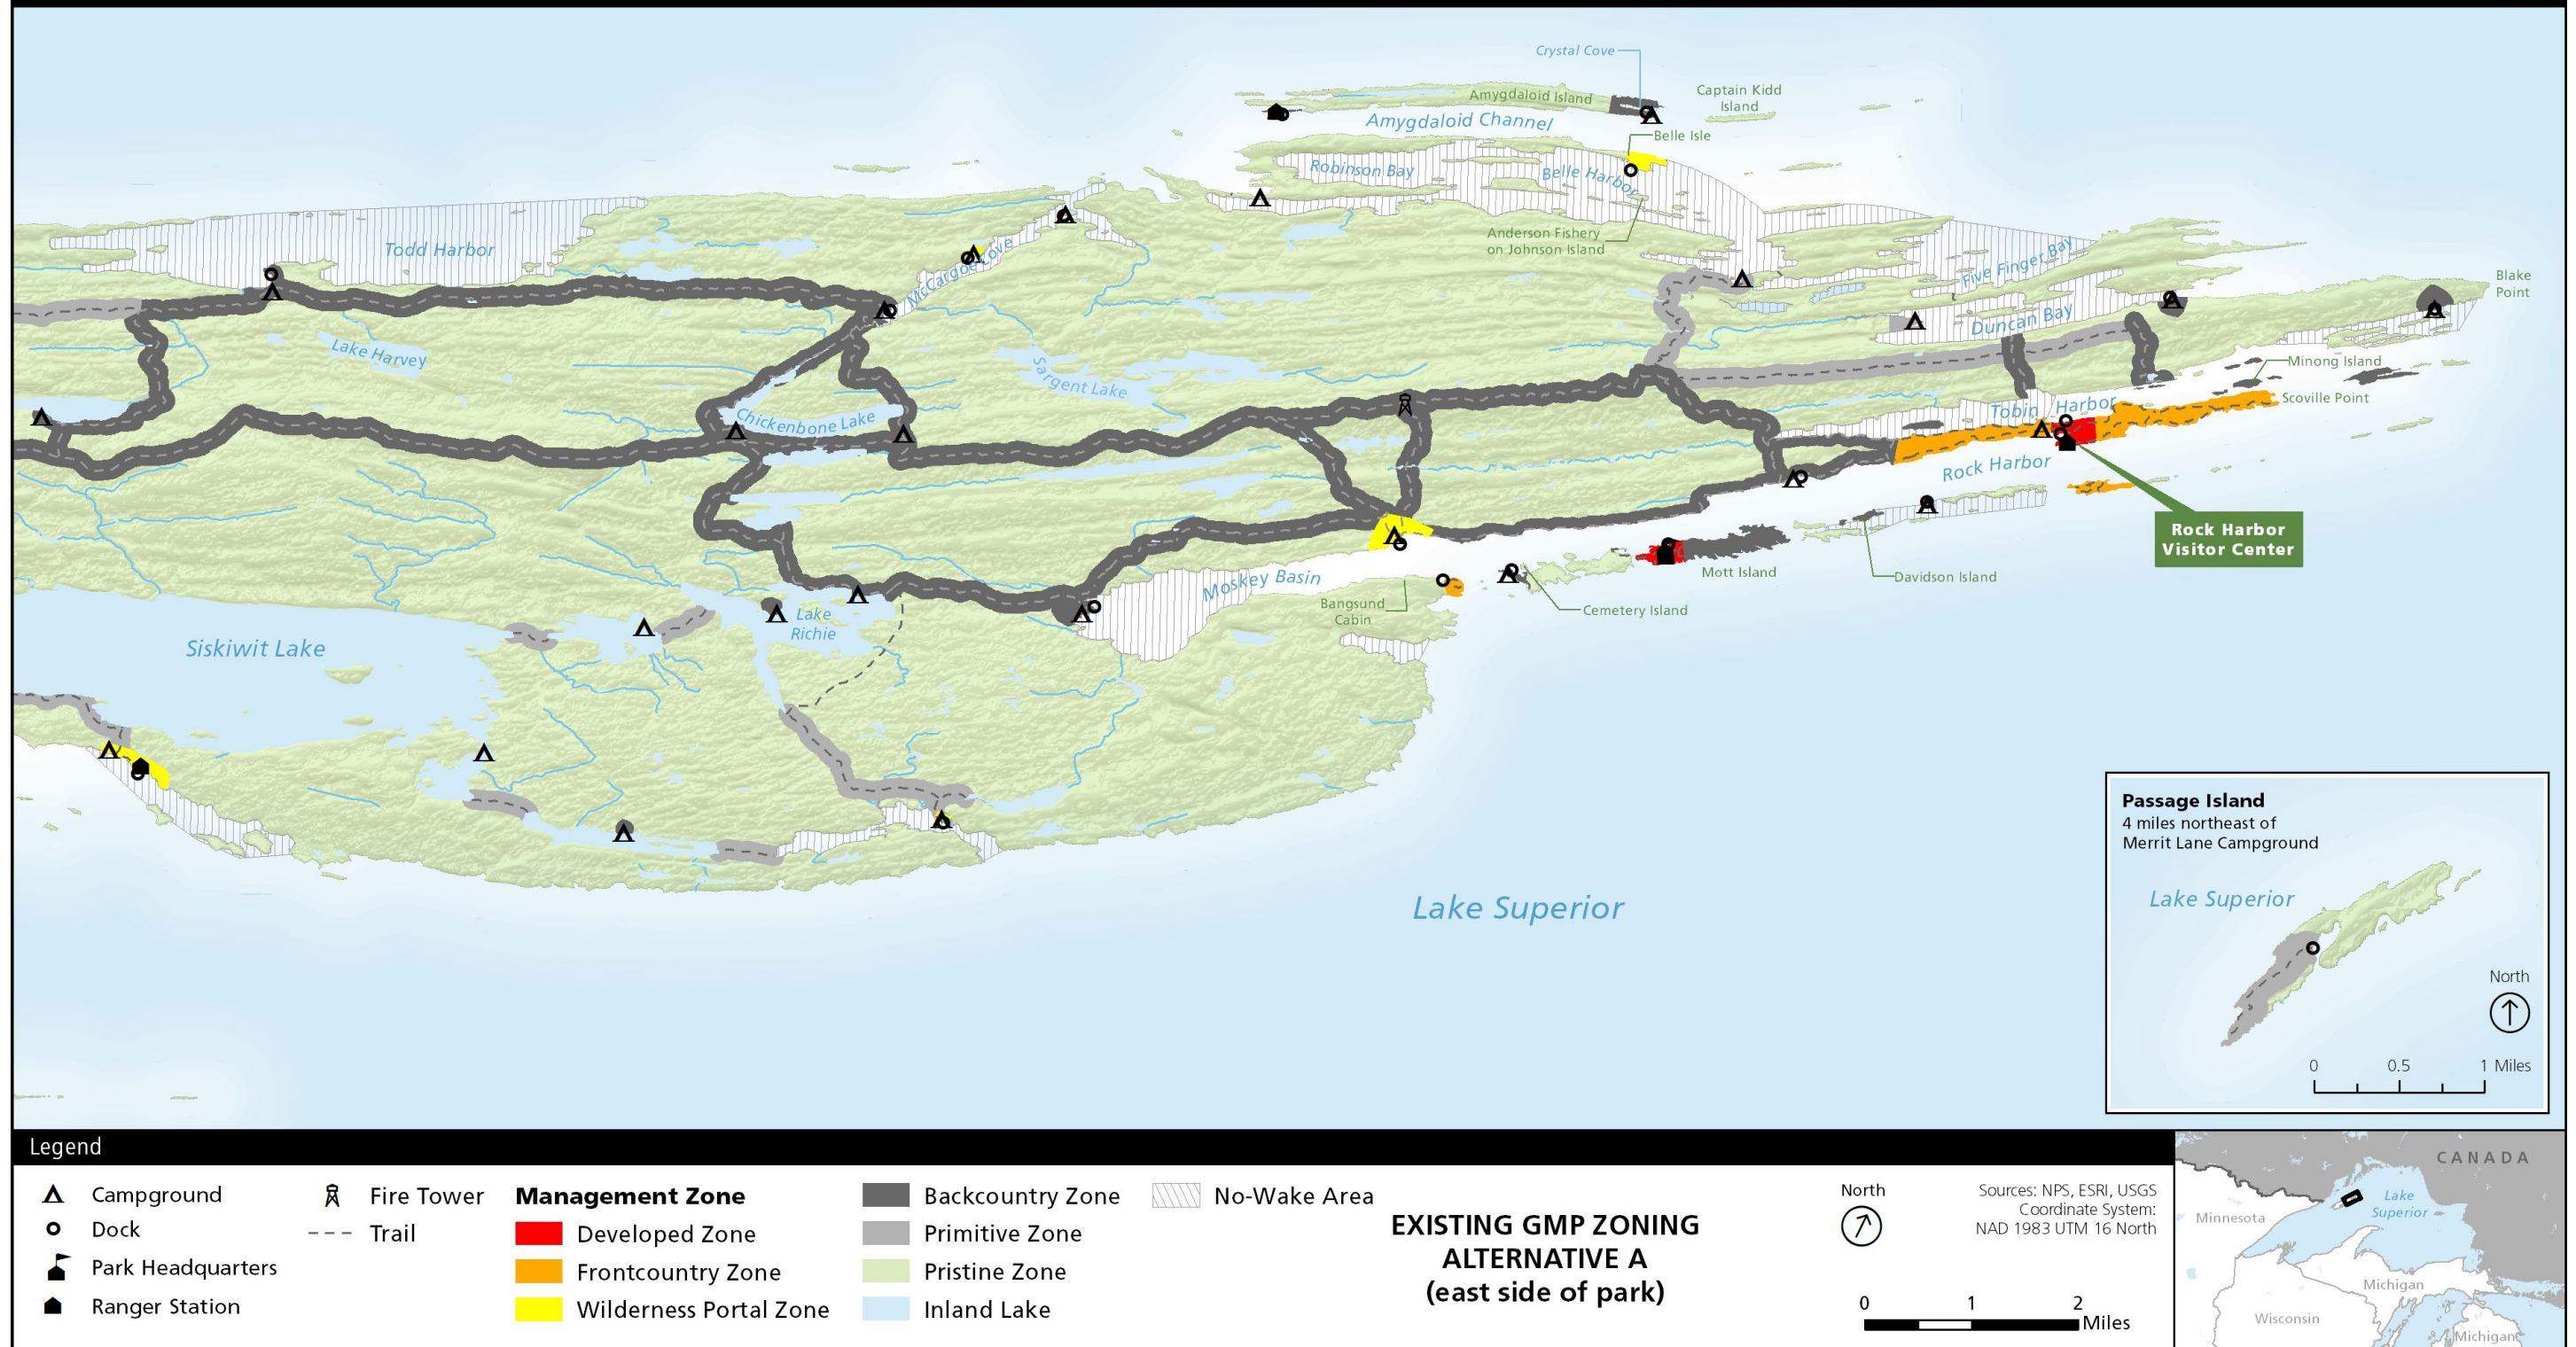 Crystal Cove
Amygdaloid Island
Captain Kidd
Island
Amygdaloid Channel
Belle Isle
Robinson Bay
Belle Harbor
Anderson Fishery
on Johnson Island
Todd Harbor
McCargoe Cove
Five Finger Bay
Blake
Point
Duncan Bay
Lake Harvey
Sargent Lake
Minong Island
Scoville Point
Tobin Harbor
Chickenbone Lake
Rock Harbor
Rock Harbor
Visitor Center
Mott Island
Davidson Island
Moskey Basin
Bangsund
Cabin
Cemetery Island
Lake
Richie
Siskiwit Lake
Lake Superior
Passage Island
4 miles northeast of
Merrit Lane Campground
Lake Superior
North
0 0.5 1 Miles
Legend
Campground
Dock
Park Headquarters
Ranger Station
Fire Tower
Trail
Management Zone
Developed Zone
Frontcountry Zone
Wilderness Portal Zone
Backcountry Zone
Primitive Zone
Pristine Zone
Inland Lake
No-Wake Area
EXISTING GMP ZONING
ALTERNATIVE A
(east side of park)
North
Sources: NPS, ESRI, USGS
Coordinate System:
NAD 1983 UTM 16 North
0 1 2
Miles
CANADA
Lake
Superior
Minnesota
Michigan
Wisconsin
Michigan